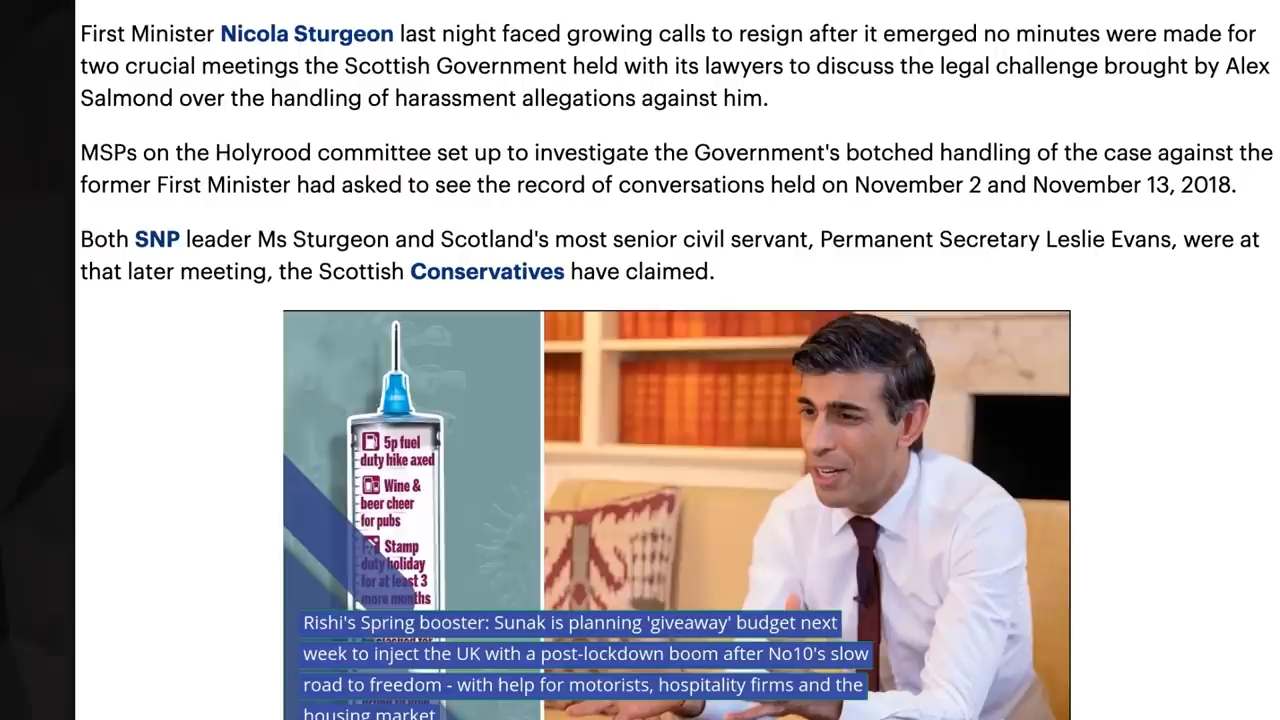 First Minister Nicola Sturgeon last night faced growing calls to resign after it emerged no minutes were made for
two crucial meetings the Scottish Government held with its lawyers to discuss the legal challenge brought by Alex
Salmond over the handling of harassment allegations against him.
MSPs on the Holyrood committee set up to investigate the Government's botched handling of the case against the
former First Minister had asked to see the record of conversations held on November 2 and November 13, 2018.
Both SNP leader Ms Sturgeon and Scotland's most senior civil servant, Permanent Secretary Leslie Evans, were at
that later meeting, the Scottish Conservatives have claimed.
5p fuel
duty hike axed
Wine &
beer cheer
for pubs
Stamp
duty holiday
for at least 3
more months
Rishi's Spring booster: Sunak is planning 'giveaway' budget next
week to inject the UK with a post-lockdown boom after No10's slow
road to freedom - with help for motorists, hospitality firms and the
housing market